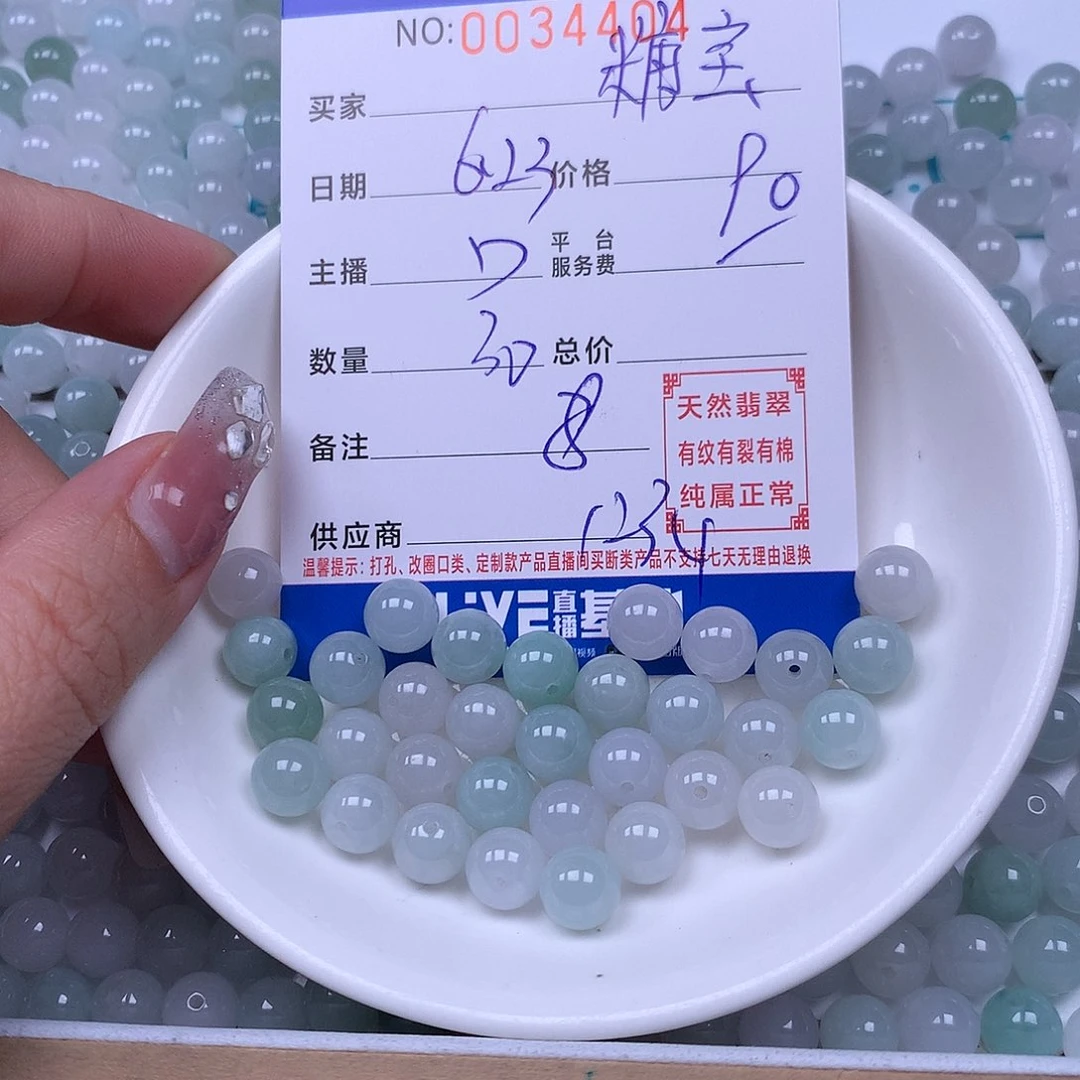 NO:0034404
买家 糖宝
日期 6.23 价格 90
主播 平台服务费
数量 30 总价
备注 8
天然翡翠
有纹有裂有棉
纯属正常
供应商 1234
温馨提示：打孔、改圈口类、定制款产品直播间买断类产品不支持七天无理由退换
LIVE 直播基